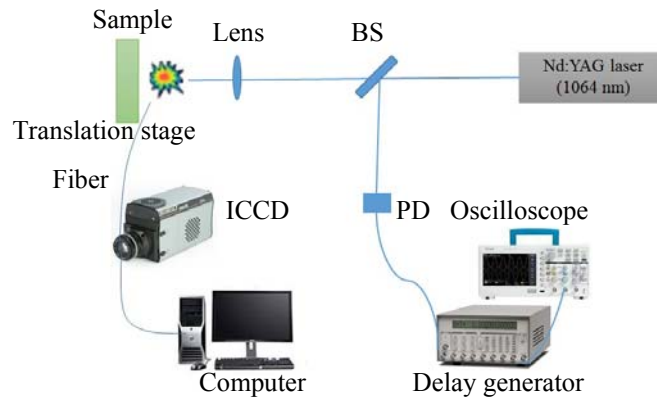 Sample
Lens
BS
Nd:YAG laser
(1064 nm)
Translation stage
Fiber
ICCD
PD
Oscilloscope
Computer
Delay generator